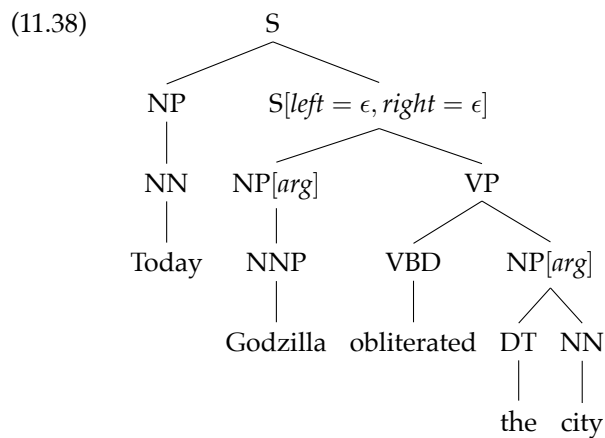 (11.38) S
NP S[left = ϵ, right = ϵ]
NN NP[arg] VP
Today NNP VBD NP[arg]
Godzilla obliterated DT NN
the city